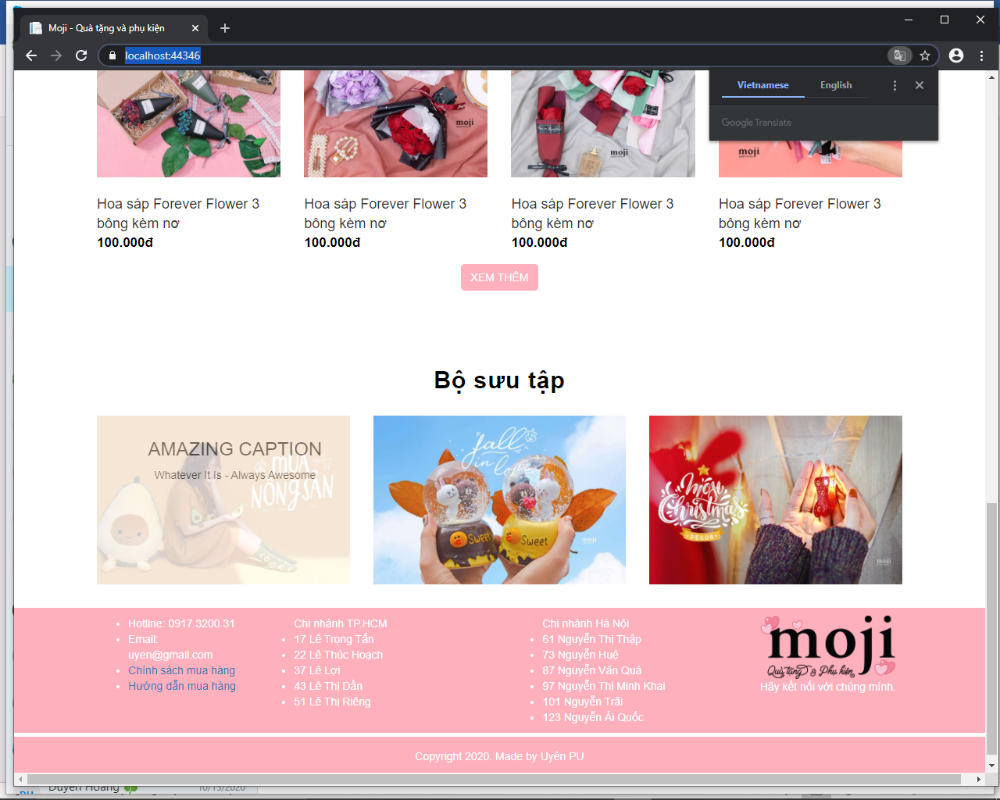 Moji - Quà tặng và phụ kiện
localhost:44346
Vietnamese
English
Google Translate
moji
moji
moji
Hoa sáp Forever Flower 3
bông kèm nơ
100.000đ
Hoa sáp Forever Flower 3
bông kèm nơ
100.000đ
Hoa sáp Forever Flower 3
bông kèm nơ
100.000đ
Hoa sáp Forever Flower 3
bông kèm nơ
100.000đ
XEM THÊM
Bộ sưu tập
AMAZING CAPTION
Whatever It Is - Always Awesome
MÙA
NÔNG SẢN
fall
in love
Sweet
Sweet
moji
Moji
Christmas
DECOR
moji
Hotline: 0917.3200.31
Email:
uyen@gmail.com
Chính sách mua hàng
Hướng dẫn mua hàng
Chi nhánh TP.HCM
17 Lê Trọng Tấn
22 Lê Thúc Hoạch
37 Lê Lợi
43 Lê Thị Dần
51 Lê Thị Riêng
Chi nhánh Hà Nội
61 Nguyễn Thị Thập
73 Nguyễn Huệ
87 Nguyễn Văn Quá
97 Nguyễn Thị Minh Khai
101 Nguyễn Trãi
123 Nguyễn Ái Quốc
moji
Quà tặng & Phụ kiện
Hãy kết nối với chúng mình.
Copyright 2020. Made by Uyên PU
Duyen Hoang
10/15/2020